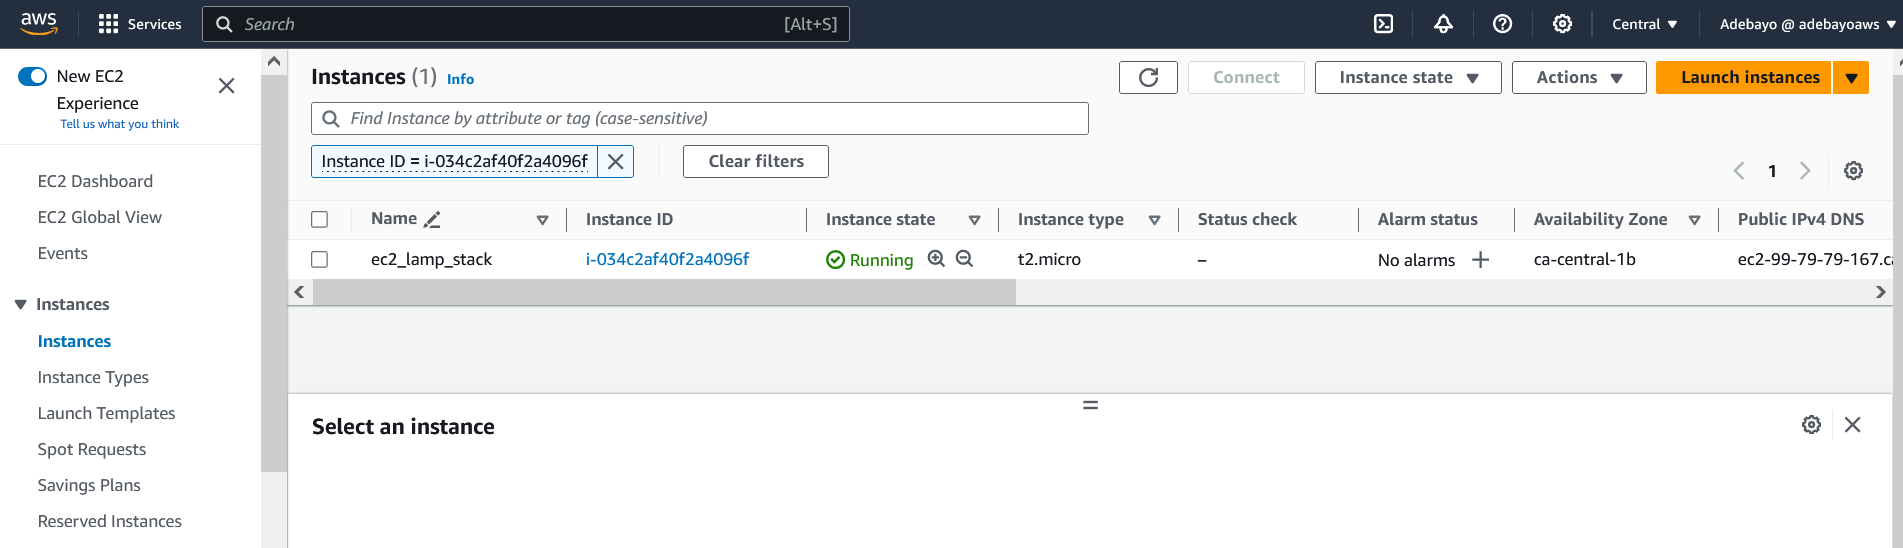 aws
Services
Search
[Alt+S]
Central
Adebayo @ adebayoaws
New EC2
Experience
Tell us what you think
EC2 Dashboard
EC2 Global View
Events
Instances
Instances
Instance Types
Launch Templates
Spot Requests
Savings Plans
Reserved Instances
Instances (1) Info
Connect
Instance state
Actions
Launch instances
Find Instance by attribute or tag (case-sensitive)
Instance ID = i-034c2af40f2a4096f
Clear filters
1
Name Instance ID Instance state Instance type Status check Alarm status Availability Zone Public IPv4 DNS
ec2_lamp_stack i-034c2af40f2a4096f Running t2.micro – No alarms + ca-central-1b ec2-99-79-79-167.ca
Select an instance